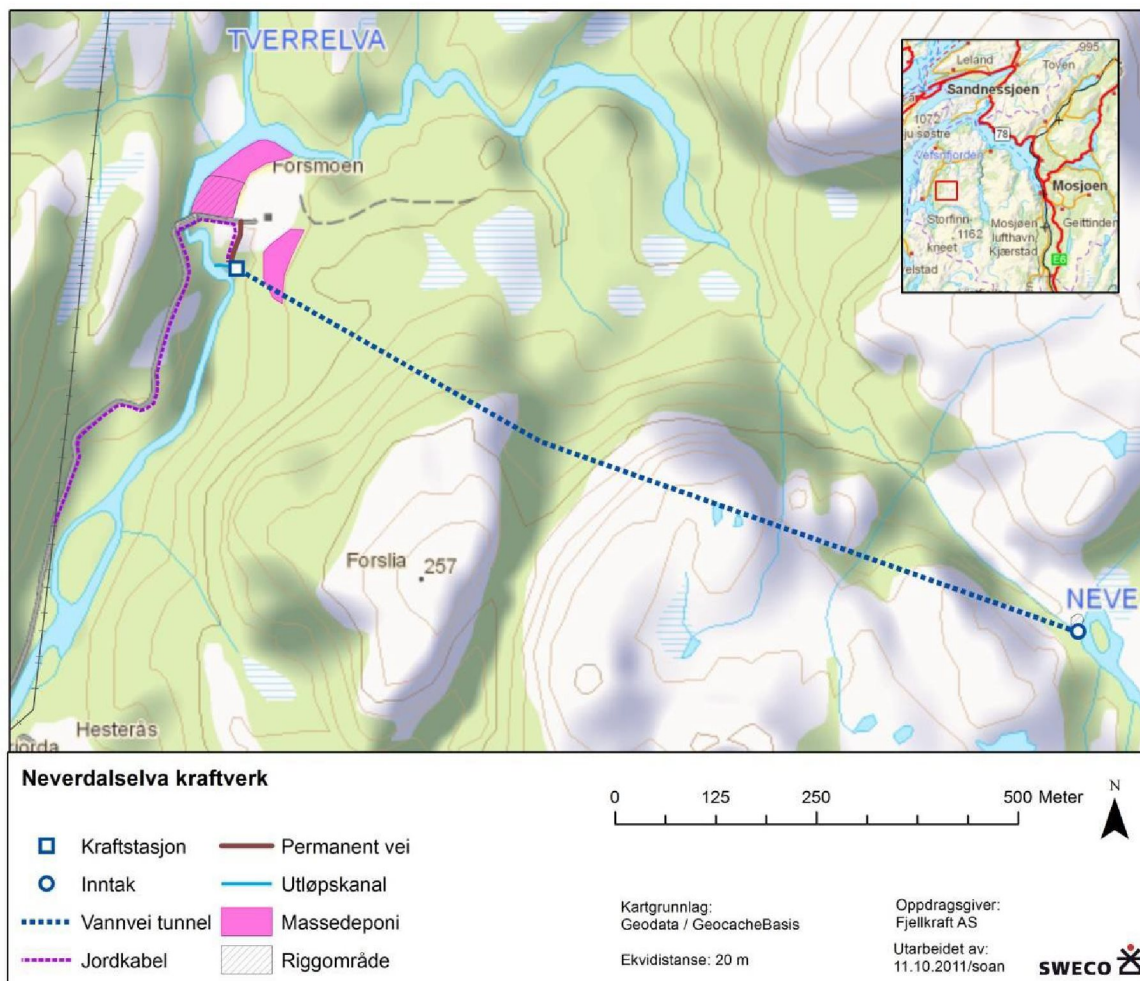 TVERRELVA
Forsmoen
Forslia
257
NEVE
Hesterås
jorda
995
Leland
Toven
Sandnessjøen
1072
ju søstre
78
Vefsnfjorden
Mosjøen
Storfinn-
1162
kneet
Mosjøen
lufthavn,
Kjærstad
Geittinden
elstad
E6
Neverdalselva kraftverk
Kraftstasjon
Inntak
Vannvei tunnel
Jordkabel
Permanent vei
Utløpskanal
Massedeponi
Riggområde
0 125 250 500 Meter
N
Kartgrunnlag:
Geodata / GeocacheBasis
Ekvidistanse: 20 m
Oppdragsgiver:
Fjellkraft AS
Utarbeidet av:
11.10.2011/soan
SWECO